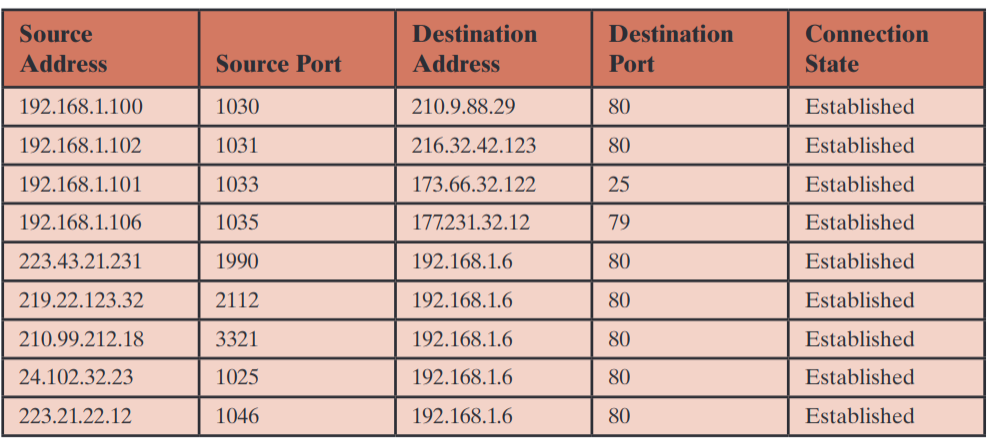 Source Address Source Port Destination Address Destination Port Connection State
192.168.1.100 1030 210.9.88.29 80 Established
192.168.1.102 1031 216.32.42.123 80 Established
192.168.1.101 1033 173.66.32.122 25 Established
192.168.1.106 1035 177.231.32.12 79 Established
223.43.21.231 1990 192.168.1.6 80 Established
219.22.123.32 2112 192.168.1.6 80 Established
210.99.212.18 3321 192.168.1.6 80 Established
24.102.32.23 1025 192.168.1.6 80 Established
223.21.22.12 1046 192.168.1.6 80 Established